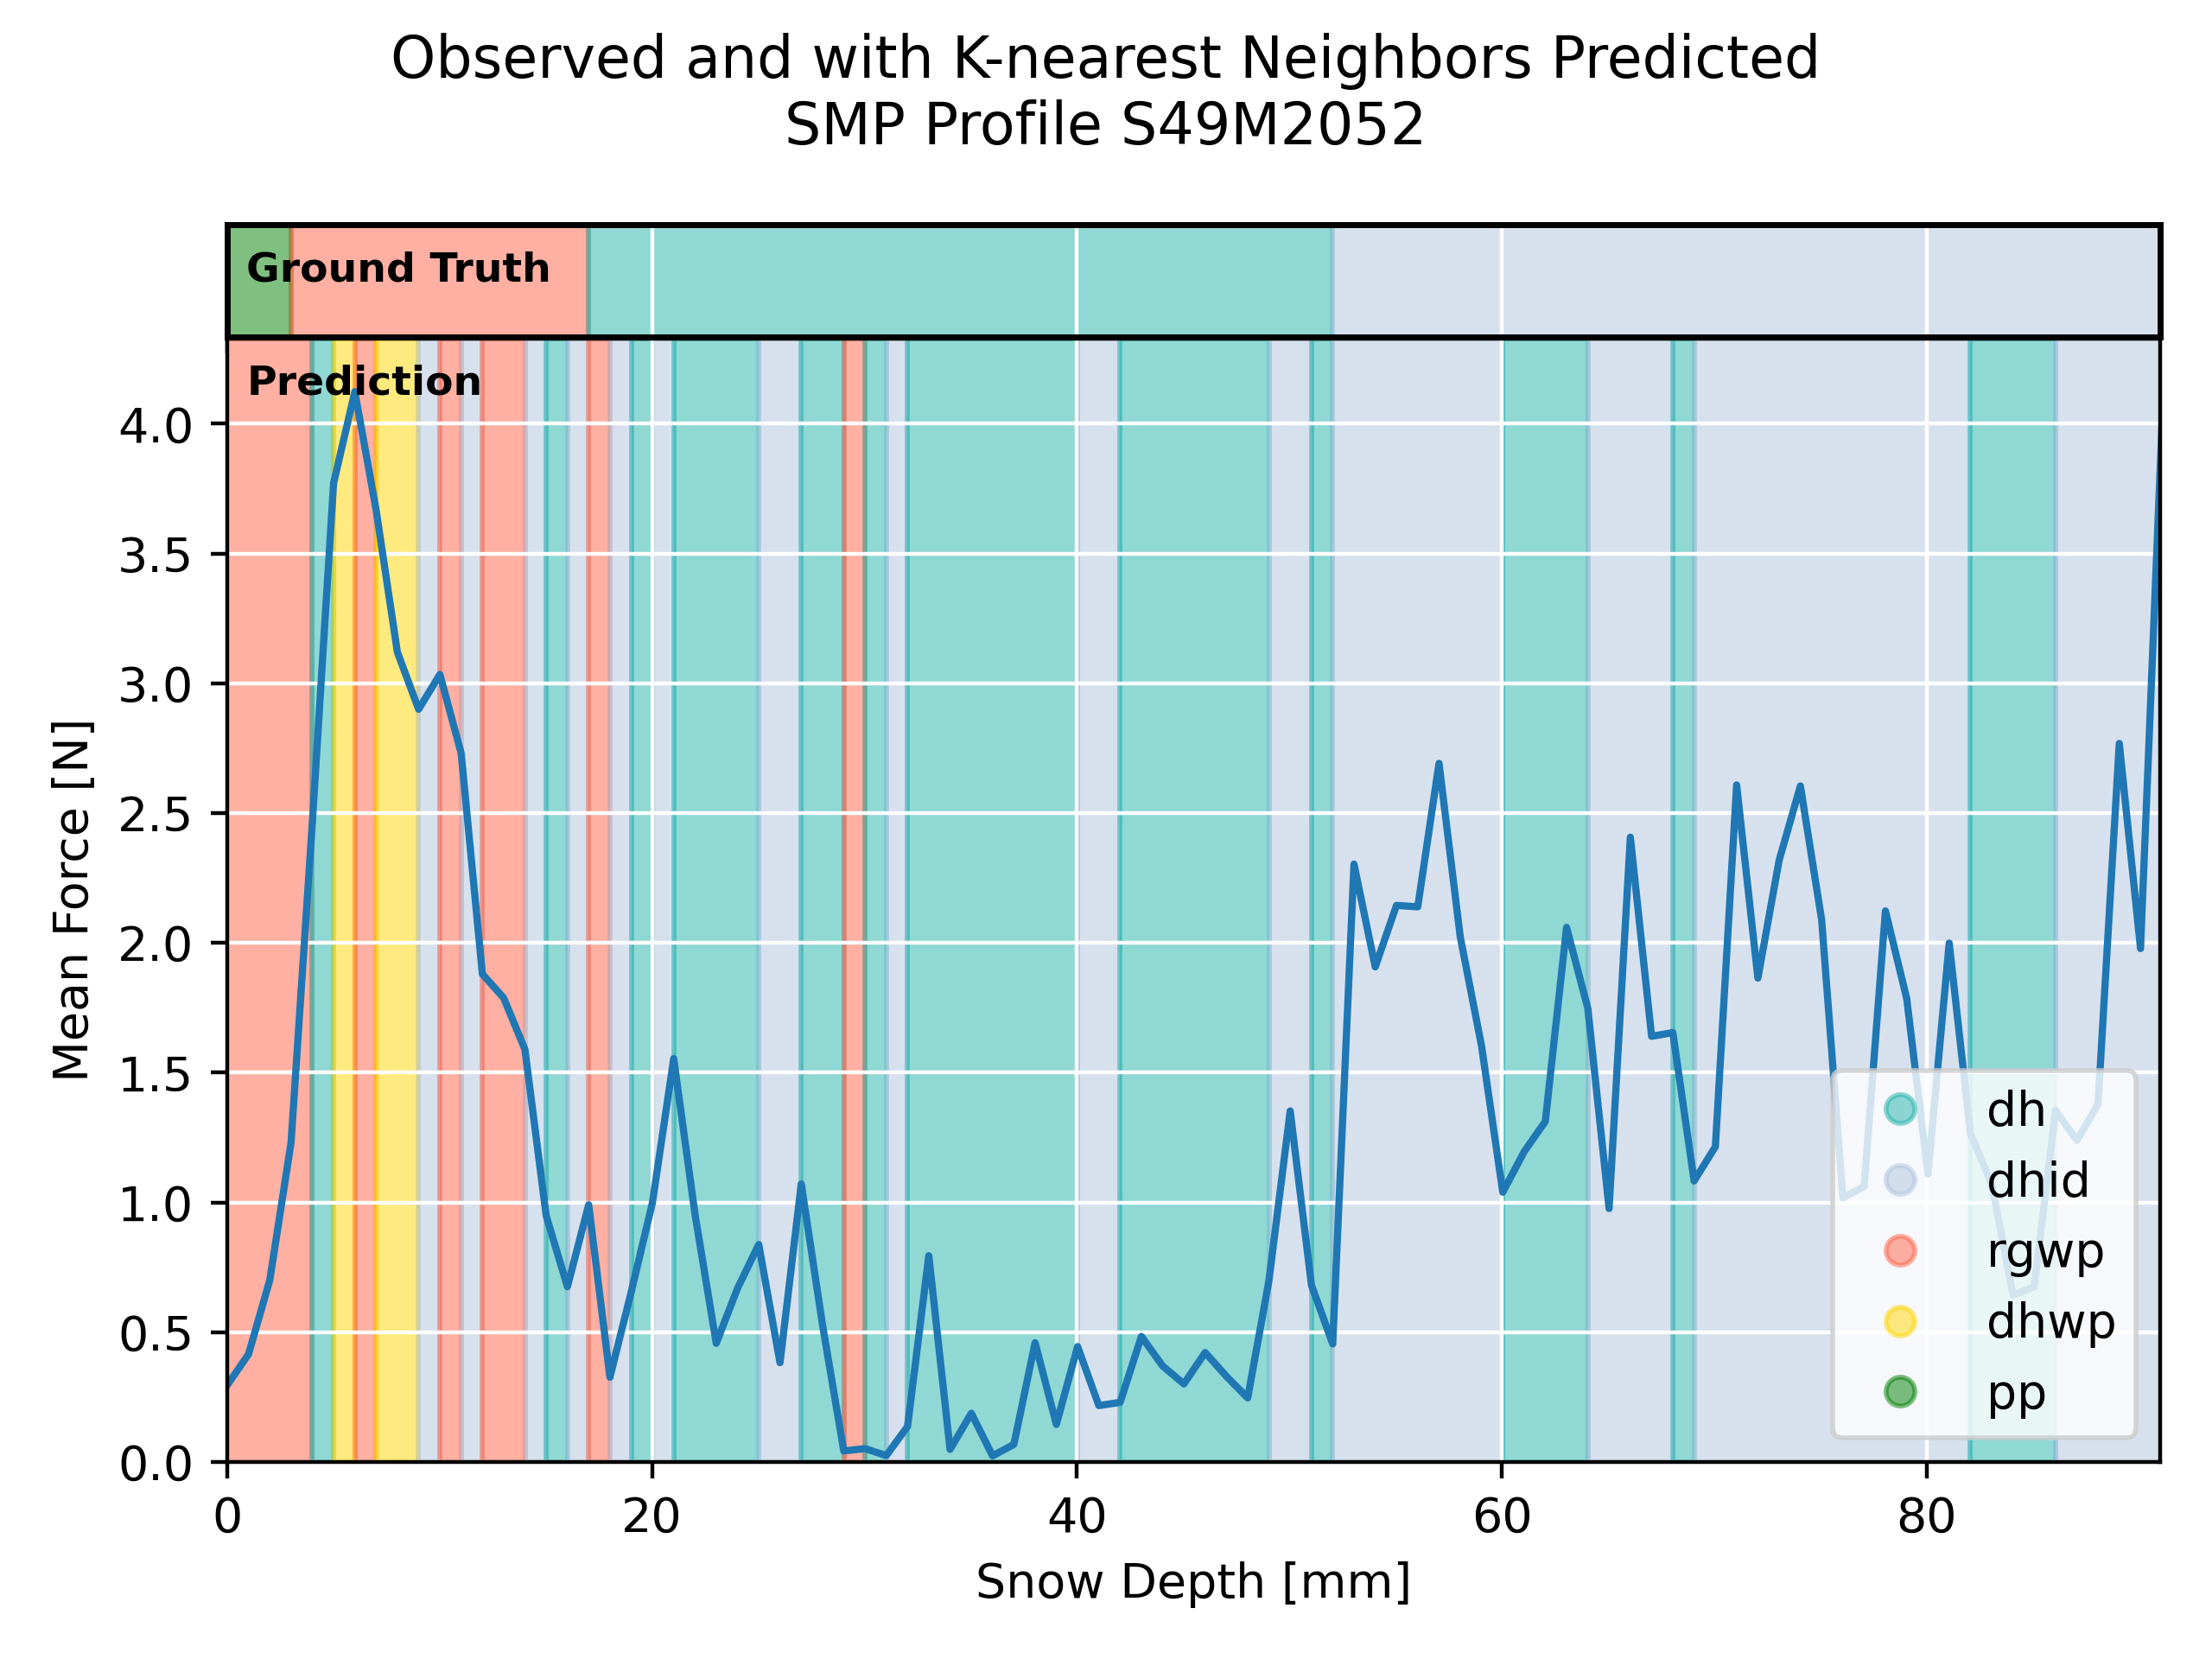 Observed and with K-nearest Neighbors Predicted
SMP Profile S49M2052
Ground Truth
Prediction
4.0
3.5
3.0
2.5
2.0
1.5
1.0
0.5
0.0
Mean Force [N]
dh
dhid
rgwp
dhwp
pp
0 20 40 60 80
Snow Depth [mm]